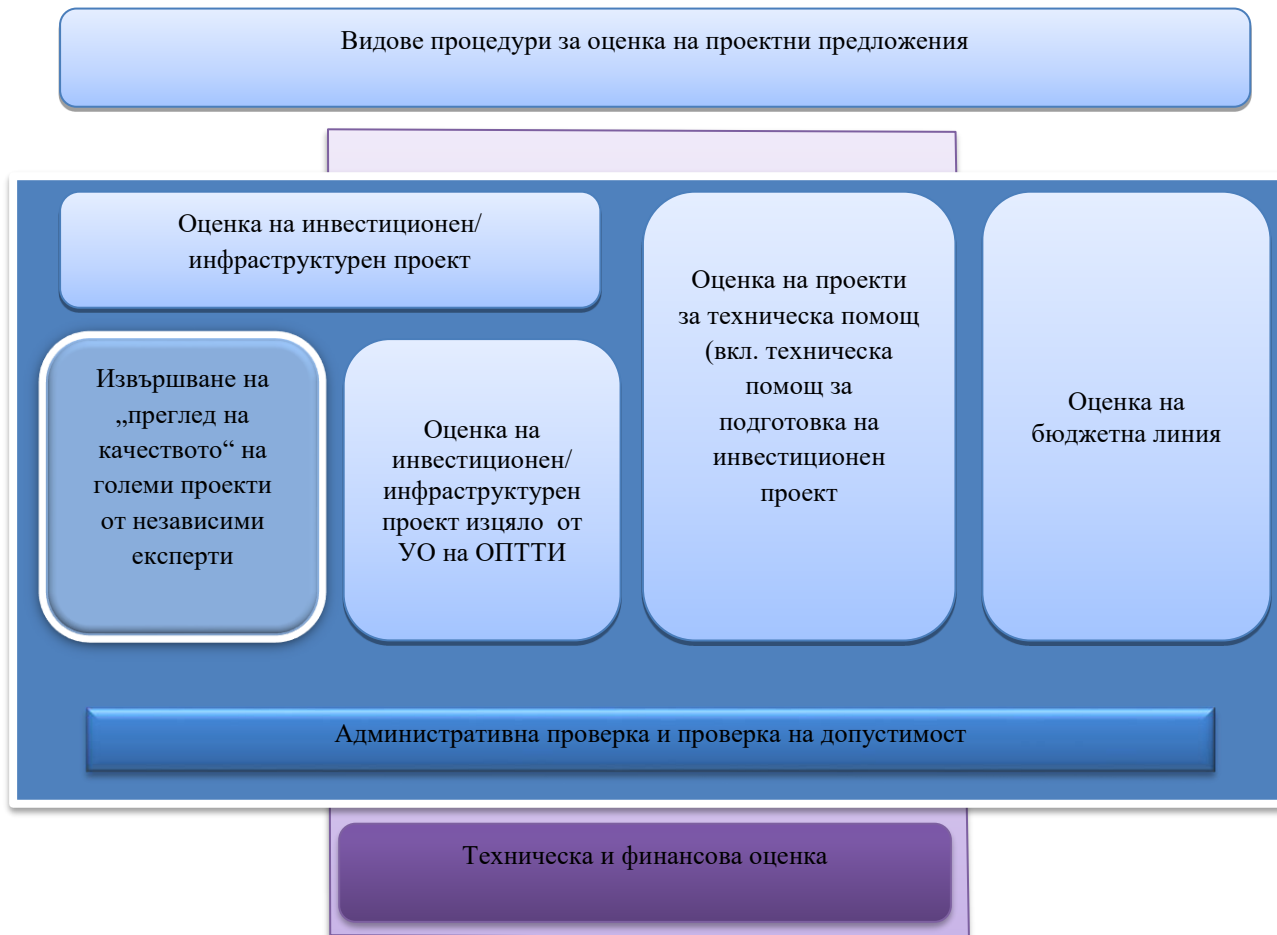 Видове процедури за оценка на проектни предложения
Оценка на инвестиционен/
инфраструктурен проект
Извършване на
„преглед на
качеството“ на
големи проекти
от независими
експерти
Оценка на
инвестиционен/
инфраструктурен
проект изцяло от
УО на ОПТТИ
Оценка на проекти
за техническа помощ
(вкл. техническа
помощ за
подготовка на
инвестиционен
проект
Оценка на
бюджетна линия
Административна проверка и проверка на допустимост
Техническа и финансова оценка